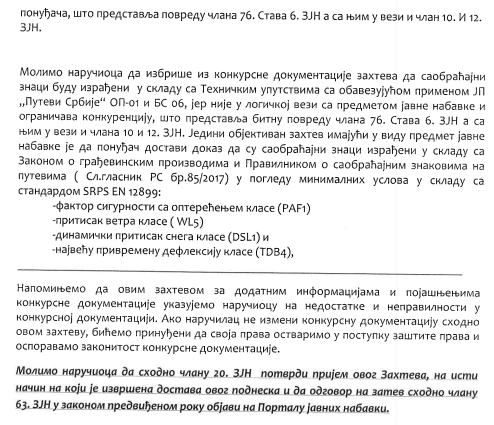 понуђача, што представља повреду члана 76. Става 6. ЗЈН а са њим у вези и члан 10. И 12.
ЗЈН.
Молимо наручиоца да избрише из конкурсне документације захтева да саобраћајни
знаци буду израђени у складу са Техничким упутствима са обавезујућом применом ЈП
„Путеви Србије“ ОП-01 и БС 06, јер није у логичкој вези са предметом јавне набавке и
ограничава конкуренцију, што представља битну повреду члана 76. Става 6. ЗЈН а са
њим у вези и члана 10 и 12. ЗЈН. Једини објективан захтев имајући у виду предмет јавне
набавке је да понуђач достави доказ да су саобраћајни знаци израђени у складу са
Законом о грађевинским производима и Правилником о саобраћајним знаковима на
путевима ( Сл.гласник РС бр.85/2017) у погледу минималних услова у складу са
стандардом SRPS EN 12899:
-фактор сигурности са оптерећењем класе (PAF1)
-притисак ветра класе ( WL5)
-динамички притисак снега класе (DSL1) и
-највећу привремену дефлексију класе (TDB4),
Напомињемо да овим захтевом за додатним информацијама и појашњењима
конкурсне документације указујемо наручиоцу на недостатке и неправилности у
конкурсној документацији. Ако наручилац не измени конкурсну документацију сходно
овом захтеву, бићемо принуђени да своја права остваримо у поступку заштите права и
оспоравамо законитост конкурсне документације.
Молимо наручиоца да сходно члану 20. ЗЈН потврди пријем овог Захтева, на исти
начин на који је извршена достава овог поднеска и да одговор на затев сходно члану
63. ЗЈН у законом предвиђеном року објави на Порталу јавних набавки.